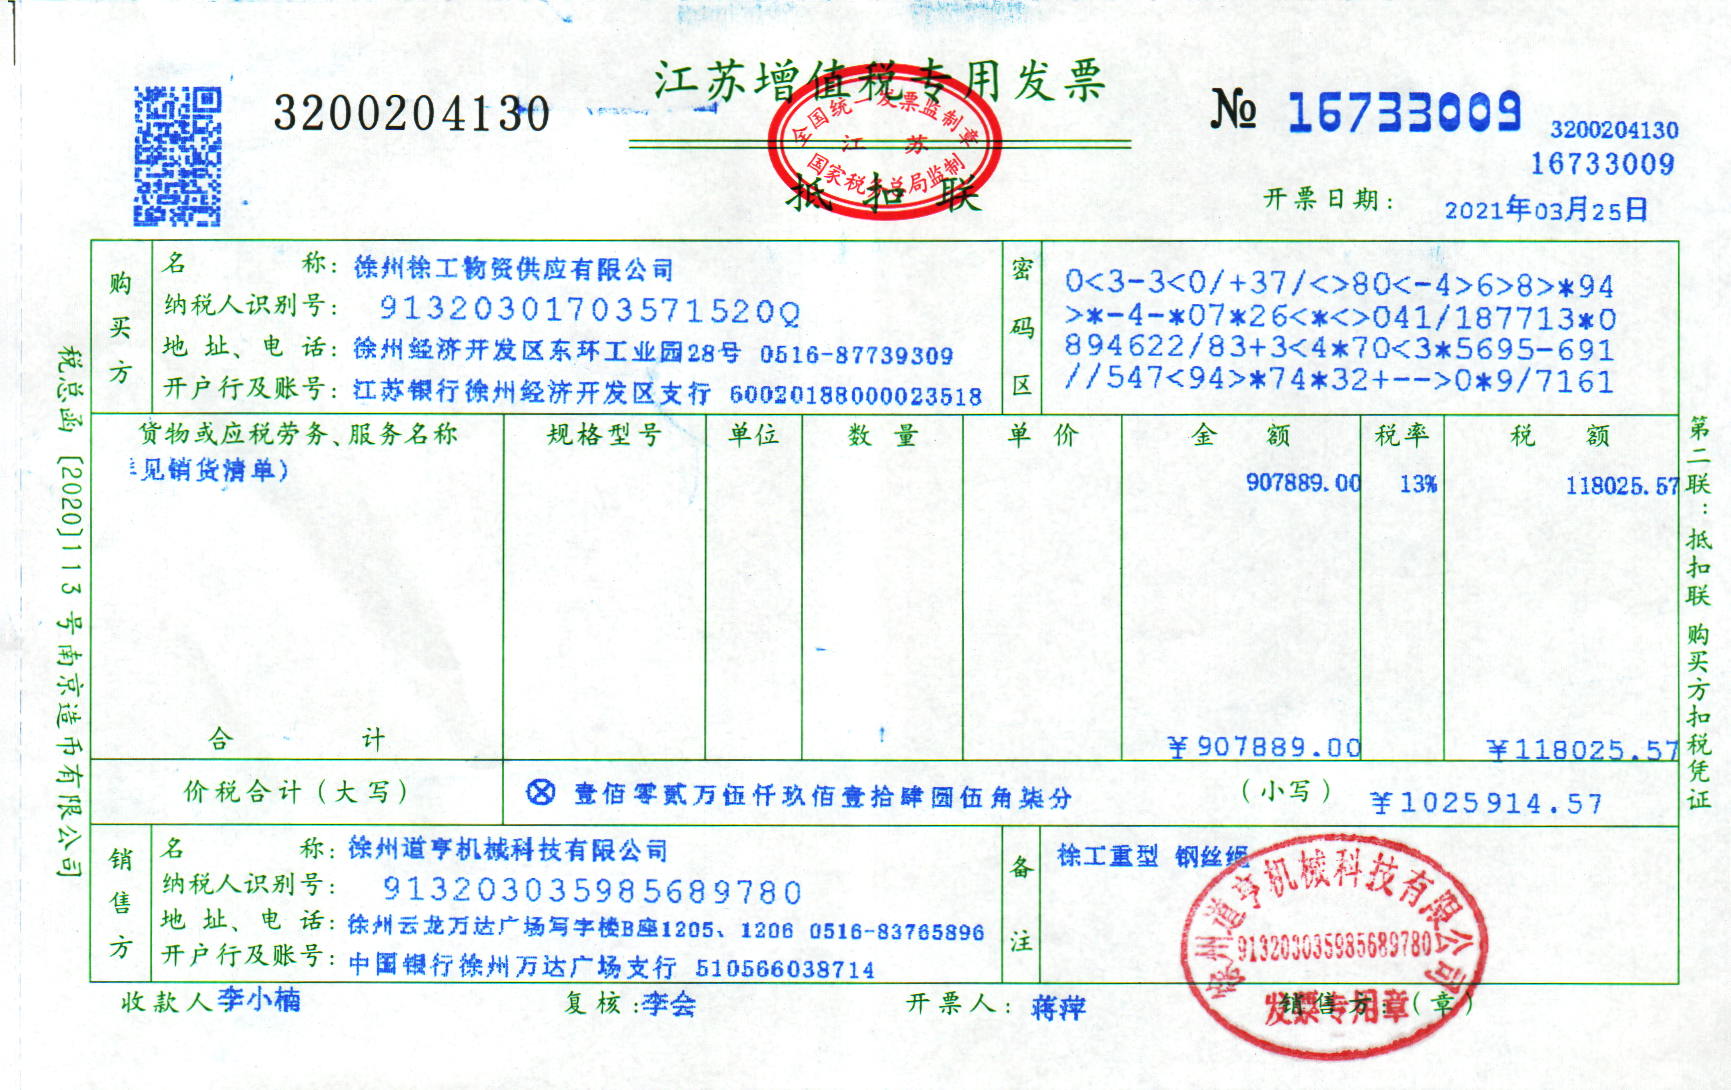 江苏增值税专用发票
3200204130
№ 16733009
3200204130
16733009
全国统一发票监制章
江 苏
国家税务总局监制
抵扣联
开票日期： 2021年03月25日
购买方
名 称：徐州徐工物资供应有限公司
纳税人识别号： 91320301703571520Q
地 址、电 话：徐州经济开发区东环工业园28号 0516-87739309
开户行及账号：江苏银行徐州经济开发区支行 60020188000023518
密码区
0<3-3<0/+37/<>80<-4>6>8>*94
>*-4-*07*26<*<>041/187713*0
894622/83+3<4*70<3*5695-691
//547<94>*74*32+-->0*9/7161
货物或应税劳务、服务名称 规格型号 单位 数 量 单 价 金 额 税率 税 额
见销货清单) 907889.00 13% 118025.57
合 计 ￥907889.00 ￥118025.57
价税合计（大写） ⊗ 壹佰零贰万伍仟玖佰壹拾肆圆伍角柒分 （小写） ￥1025914.57
销售方
名 称：徐州道亨机械科技有限公司
纳税人识别号： 913203035985689780
地 址、电 话：徐州云龙万达广场写字楼B座1205、1206 0516-83765896
开户行及账号：中国银行徐州万达广场支行 510566038714
备注
徐工重型 钢丝绳
徐州道亨机械科技有限公司
913203035985689780
发票专用章
收款人 李小楠 复核：李会 开票人： 蒋萍 销售方：（章）
税总函［2020］113号南京造币有限公司
第二联：抵扣联 购买方扣税凭证